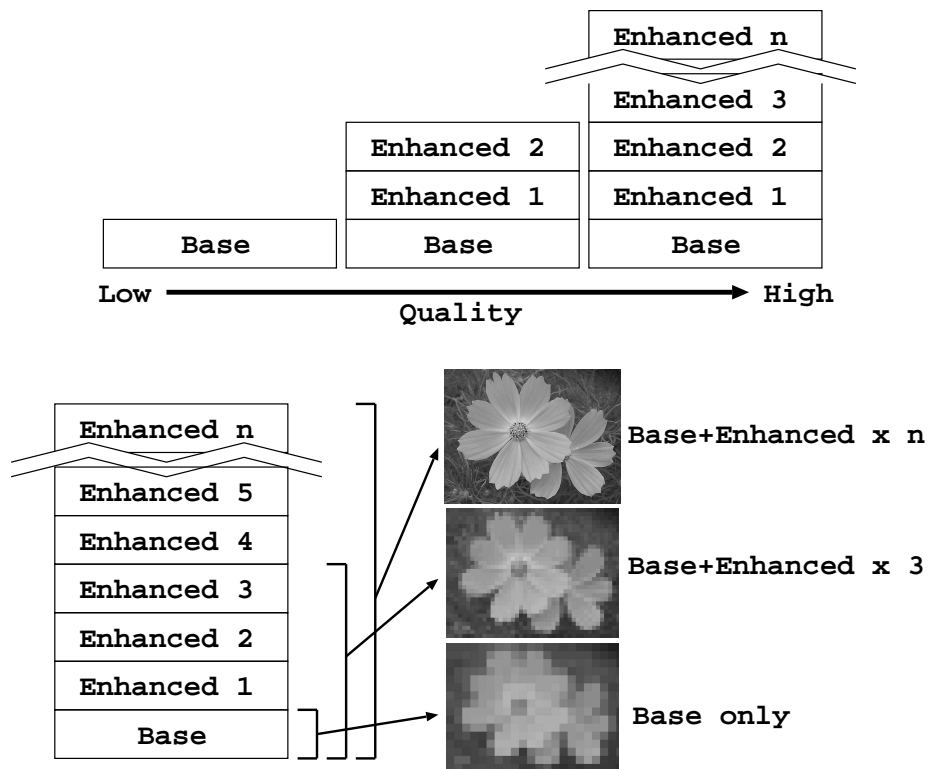 Enhanced n
Enhanced 3
Enhanced 2
Enhanced 2
Enhanced 1
Enhanced 1
Base
Base
Base
Low
High
Quality
Enhanced n
Base+Enhanced x n
Enhanced 5
Enhanced 4
Base+Enhanced x 3
Enhanced 3
Enhanced 2
Enhanced 1
Base only
Base